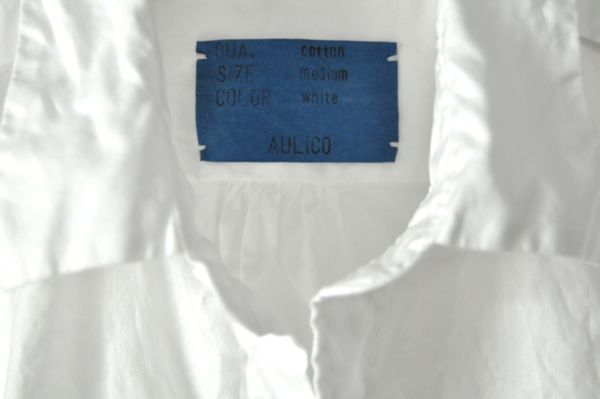 QUA. cotton
SIZE medium
COLOR white
AULiCO